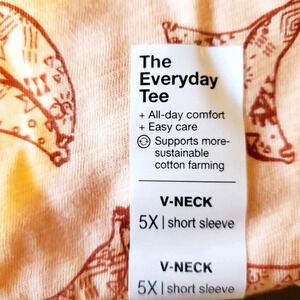 The
Everyday
Tee
+ All-day comfort
+ Easy care
Supports more-
sustainable
cotton farming
V-NECK
5X | short sleeve
V-NECK
5X | short sleeve